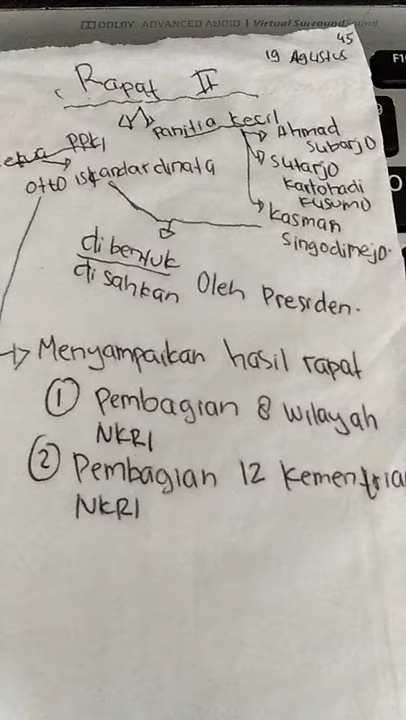 DOLBY ADVANCED AUDIO | Virtual Surround Sound
F1
19 Agustus 45
Rapat II
PPKI
Otto iskandardinata
Panitia kecil
Ahmad
Subarjo
Sutarjo
Kartohadi
Kusumo
Kasman
Singodimejo.
dibentuk
disahkan
Oleh Presiden.
Menyampaikan hasil rapat
1 Pembagian 8 wilayah
NKRI
2 Pembagian 12 Kementria
NKRI